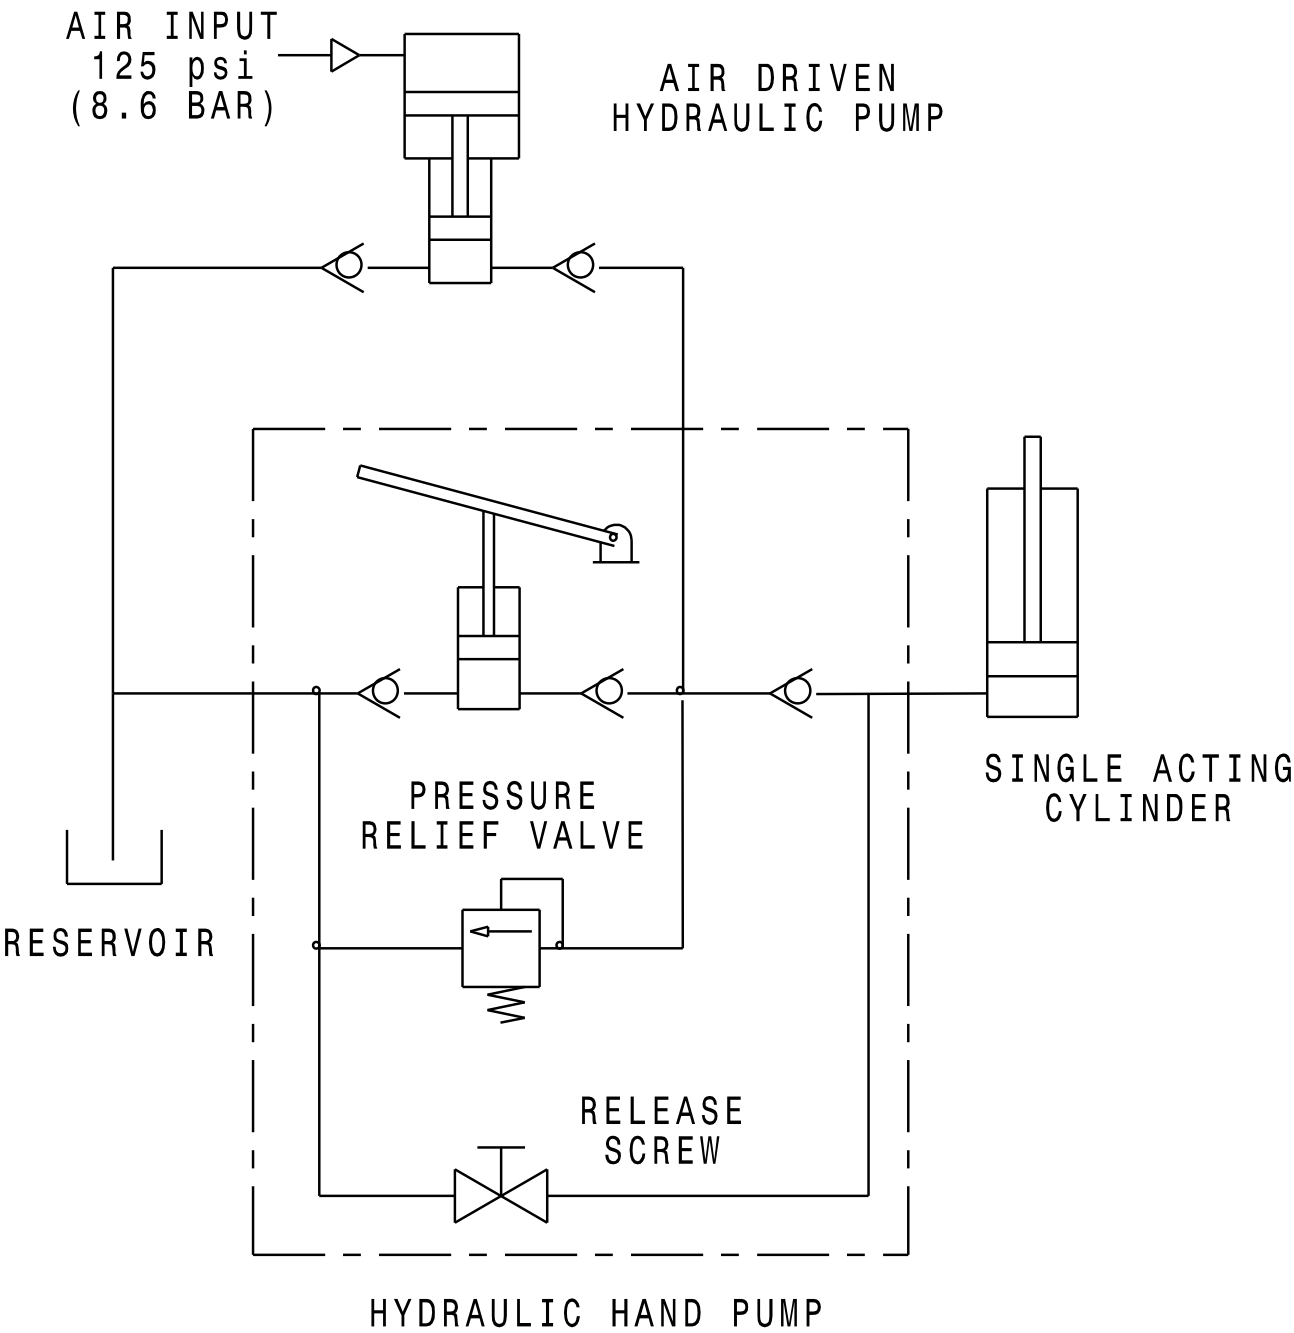 AIR INPUT
125 psi
(8.6 BAR)
AIR DRIVEN
HYDRAULIC PUMP
SINGLE ACTING
CYLINDER
PRESSURE
RELIEF VALVE
RESERVOIR
RELEASE
SCREW
HYDRAULIC HAND PUMP